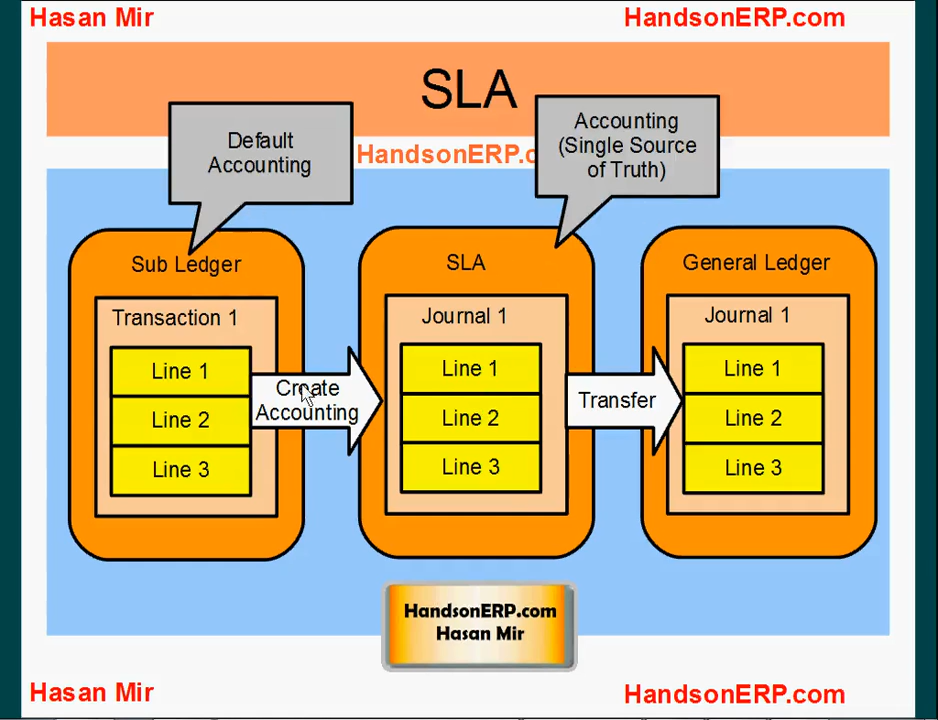 Hasan Mir
HandsonERP.com
SLA
Default
Accounting
HandsonERP.c
Accounting
(Single Source
of Truth)
Sub Ledger
Transaction 1
Line 1
Line 2
Line 3
Create
Accounting
SLA
Journal 1
Line 1
Line 2
Line 3
Transfer
General Ledger
Journal 1
Line 1
Line 2
Line 3
HandsonERP.com
Hasan Mir
Hasan Mir
HandsonERP.com